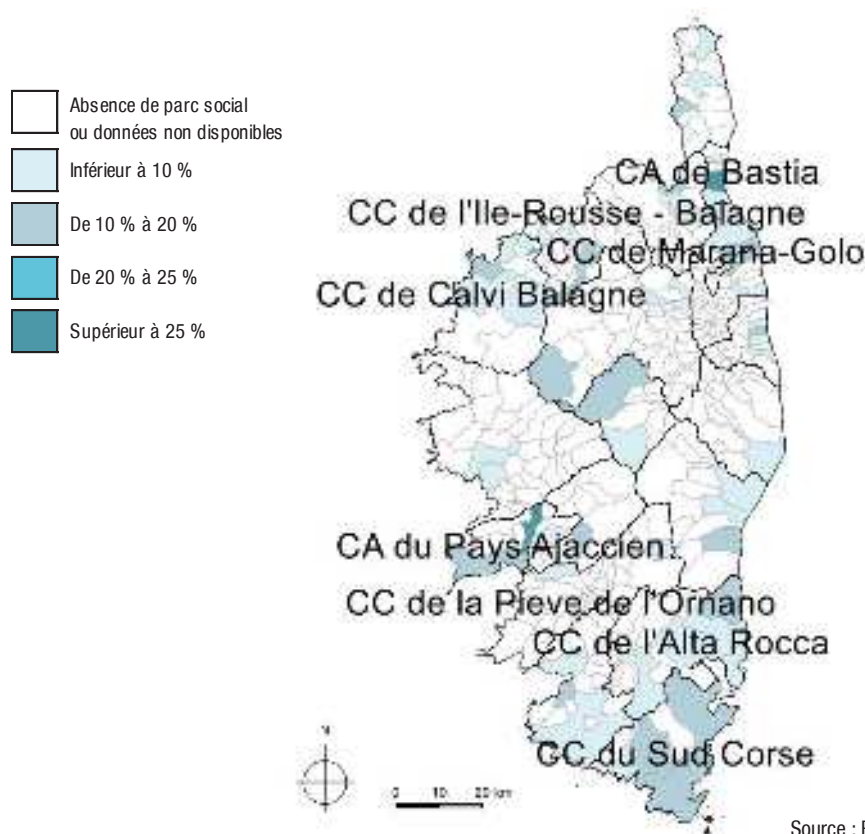 Absence de parc social
ou données non disponibles
Inférieur à 10 %
De 10 % à 20 %
De 20 % à 25 %
Supérieur à 25 %
CA de Bastia
CC de l'Ile-Rousse - Balagne
CC de Marana-Golo
CC de Calvi Balagne
CA du Pays Ajaccien
CC de la Pieve de l'Ornano
CC de l'Alta Rocca
CC du Sud Corse
N
0 10 20 km
Source :